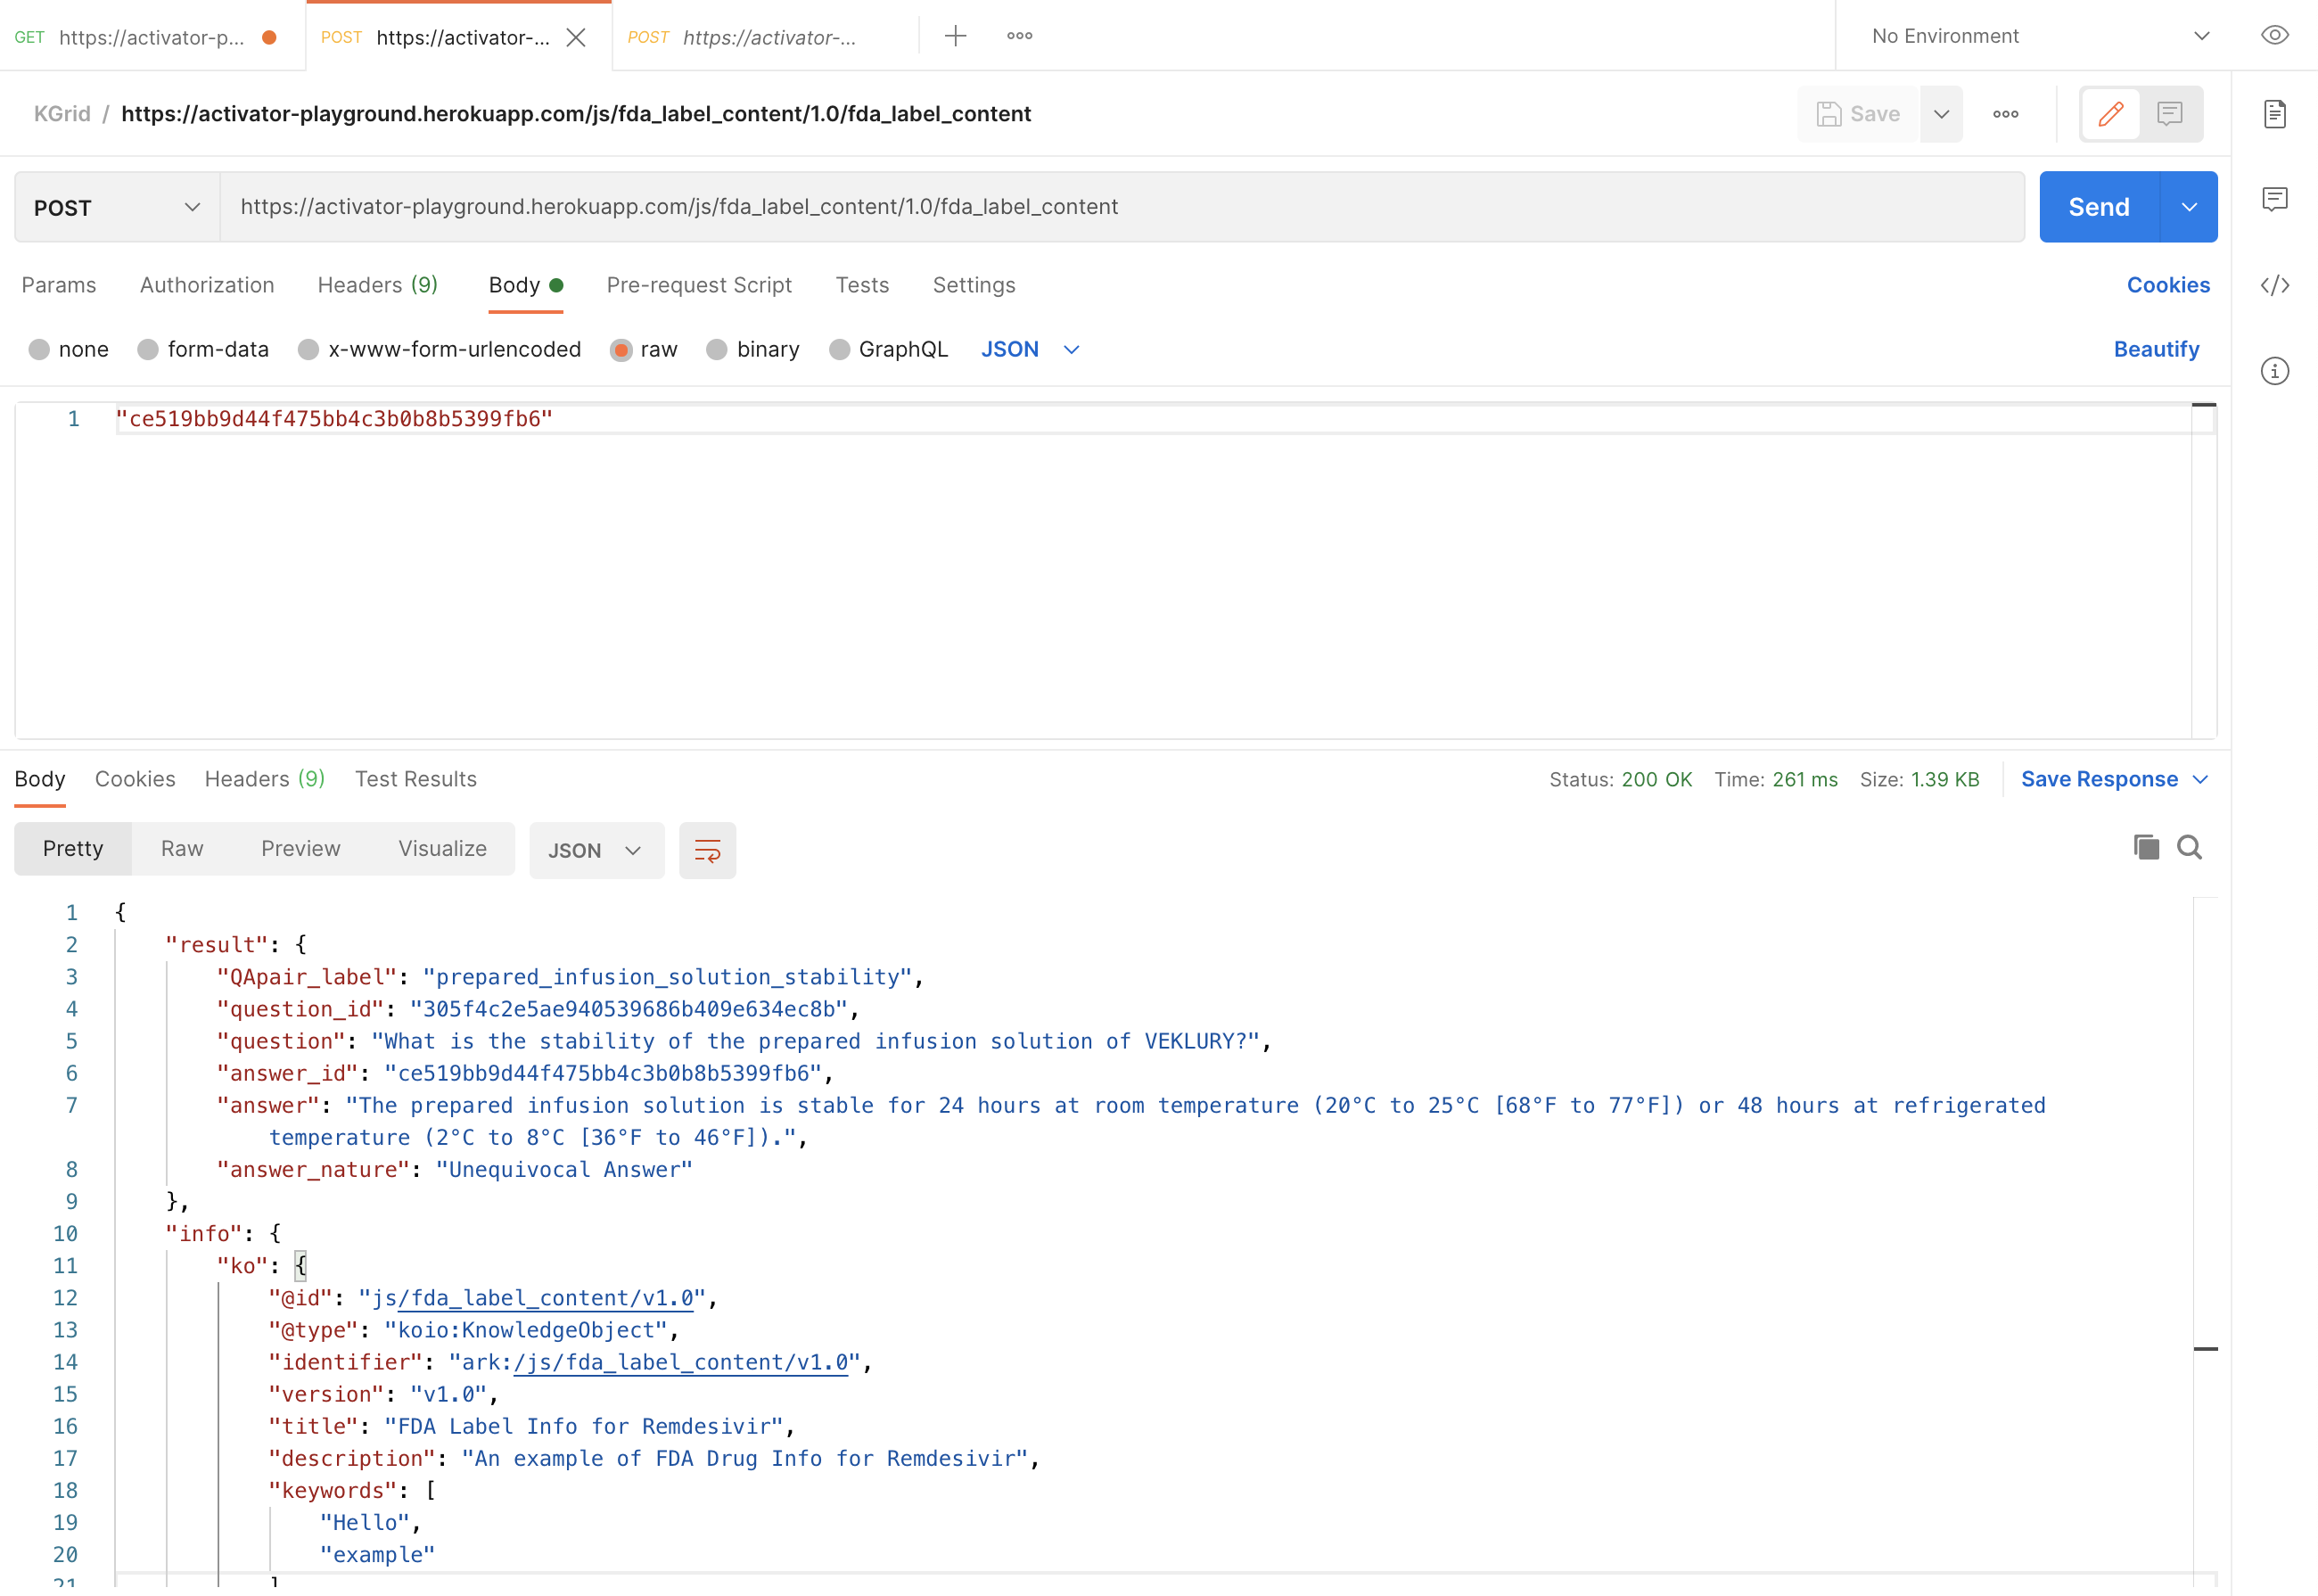 GET https://activator-p... POST https://activator-... POST https://activator-... No Environment
KGrid / https://activator-playground.herokuapp.com/js/fda_label_content/1.0/fda_label_content Save
POST https://activator-playground.herokuapp.com/js/fda_label_content/1.0/fda_label_content Send
Params Authorization Headers (9) Body Pre-request Script Tests Settings Cookies
none form-data x-www-form-urlencoded raw binary GraphQL JSON Beautify
1 "ce519bb9d44f475bb4c3b0b8b5399fb6"
Body Cookies Headers (9) Test Results Status: 200 OK Time: 261 ms Size: 1.39 KB Save Response
Pretty Raw Preview Visualize JSON
1 {
2 "result": {
3 "QApair_label": "prepared_infusion_solution_stability",
4 "question_id": "305f4c2e5ae940539686b409e634ec8b",
5 "question": "What is the stability of the prepared infusion solution of VEKLURY?",
6 "answer_id": "ce519bb9d44f475bb4c3b0b8b5399fb6",
7 "answer": "The prepared infusion solution is stable for 24 hours at room temperature (20°C to 25°C [68°F to 77°F]) or 48 hours at refrigerated
temperature (2°C to 8°C [36°F to 46°F]).",
8 "answer_nature": "Unequivocal Answer"
9 },
10 "info": {
11 "ko": {
12 "@id": "js/fda_label_content/v1.0",
13 "@type": "koio:KnowledgeObject",
14 "identifier": "ark:/js/fda_label_content/v1.0",
15 "version": "v1.0",
16 "title": "FDA Label Info for Remdesivir",
17 "description": "An example of FDA Drug Info for Remdesivir",
18 "keywords": [
19 "Hello",
20 "example"
21 ]